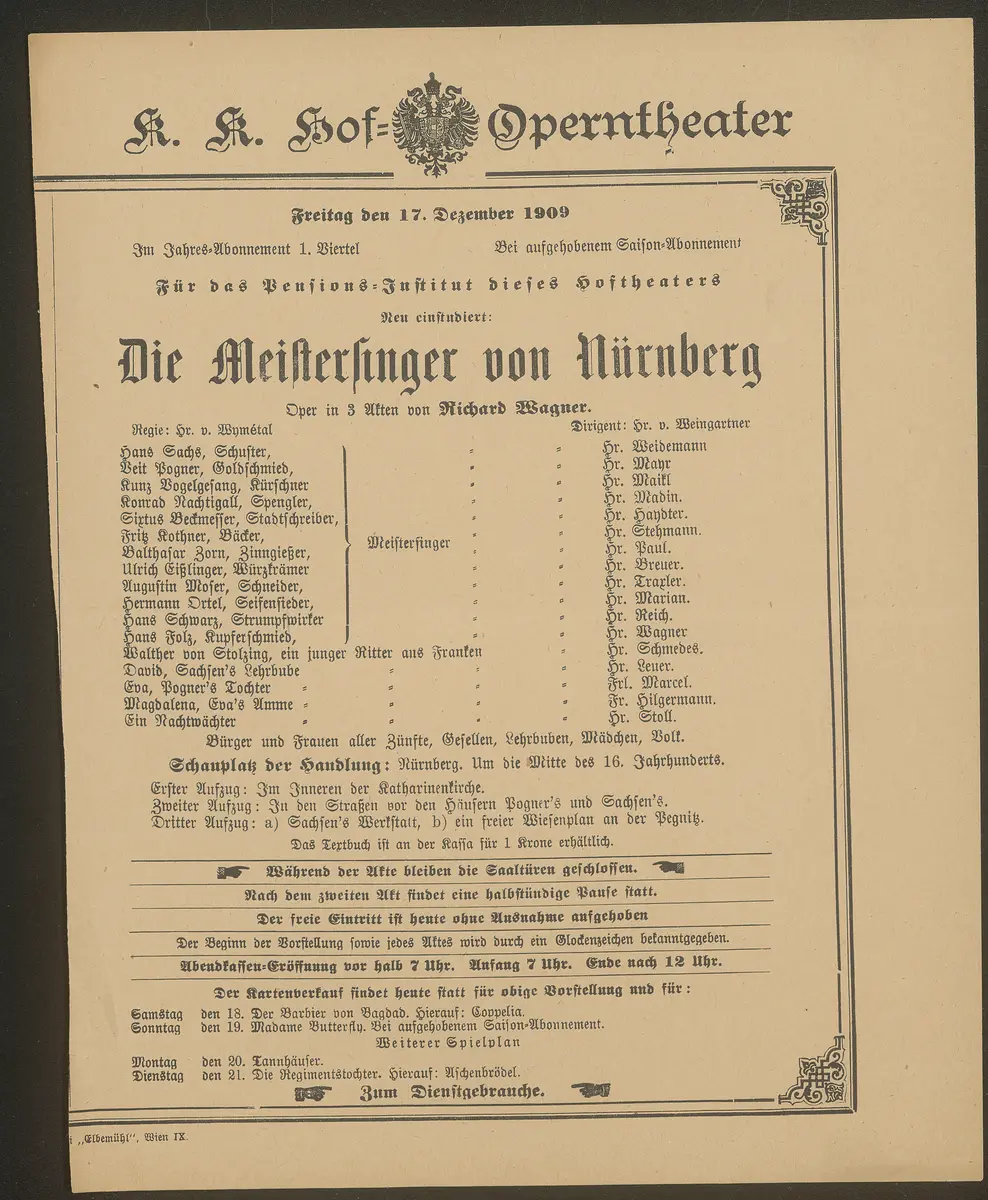 K. K. Hof-Operntheater
Freitag den 17. Dezember 1909
Im Jahres-Abonnement 1. Viertel Bei aufgehobenem Saison-Abonnement
Für das Pensions-Institut dieses Hoftheaters
Neu einstudiert:
Die Meistersinger von Nürnberg
Oper in 3 Akten von Richard Wagner.
Regie: Hr. v. Wymétal Dirigent: Hr. v. Weingartner
Hans Sachs, Schuster, " " Hr. Weidemann
Veit Pogner, Goldschmied, " " Hr. Mayr
Kunz Vogelgesang, Kürschner " " Hr. Maikl
Konrad Nachtigall, Spengler, " " Hr. Madin.
Sixtus Beckmesser, Stadtschreiber, " " Hr. Haydter.
Fritz Kothner, Bäcker, " " Hr. Stehmann.
Balthasar Zorn, Zinngießer, Meistersinger " " Hr. Paul.
Ulrich Eißlinger, Würzkrämer " " Hr. Breuer.
Augustin Moser, Schneider, " " Hr. Traxler.
Hermann Ortel, Seifensieder, " " Hr. Marian.
Hans Schwarz, Strumpfwirker " " Hr. Reich.
Hans Folz, Kupferschmied, " " Hr. Wagner
Walther von Stolzing, ein junger Ritter aus Franken " Hr. Schmedes.
David, Sachsen's Lehrbube " " " Hr. Leuer.
Eva, Pogner's Tochter " " " " Frl. Marcel.
Magdalena, Eva's Amme " " " " Fr. Hilgermann.
Ein Nachtwächter " " " Hr. Stoll.
Bürger und Frauen aller Zünfte, Gesellen, Lehrbuben, Mädchen, Volk.
Schauplatz der Handlung: Nürnberg. Um die Mitte des 16. Jahrhunderts.
Erster Aufzug: Im Inneren der Katharinenkirche.
Zweiter Aufzug: In den Straßen vor den Häusern Pogner's und Sachsen's.
Dritter Aufzug: a) Sachsen's Werkstatt, b) ein freier Wiesenplan an der Pegnitz.
Das Textbuch ist an der Kassa für 1 Krone erhältlich.
Während der Akte bleiben die Saaltüren geschlossen.
Nach dem zweiten Akt findet eine halbstündige Pause statt.
Der freie Eintritt ist heute ohne Ausnahme aufgehoben
Der Beginn der Vorstellung sowie jedes Aktes wird durch ein Glockenzeichen bekanntgegeben.
Abendkassen-Eröffnung vor halb 7 Uhr. Anfang 7 Uhr. Ende nach 12 Uhr.
Der Kartenverkauf findet heute statt für obige Vorstellung und für:
Samstag den 18. Der Barbier von Bagdad. Hierauf: Coppelia.
Sonntag den 19. Madame Butterfly. Bei aufgehobenem Saison-Abonnement.
Weiterer Spielplan
Montag den 20. Tannhäuser.
Dienstag den 21. Die Regimentstochter. Hierauf: Aschenbrödel.
Zum Dienstgebrauche.
i „Elbemühl", Wien IX.